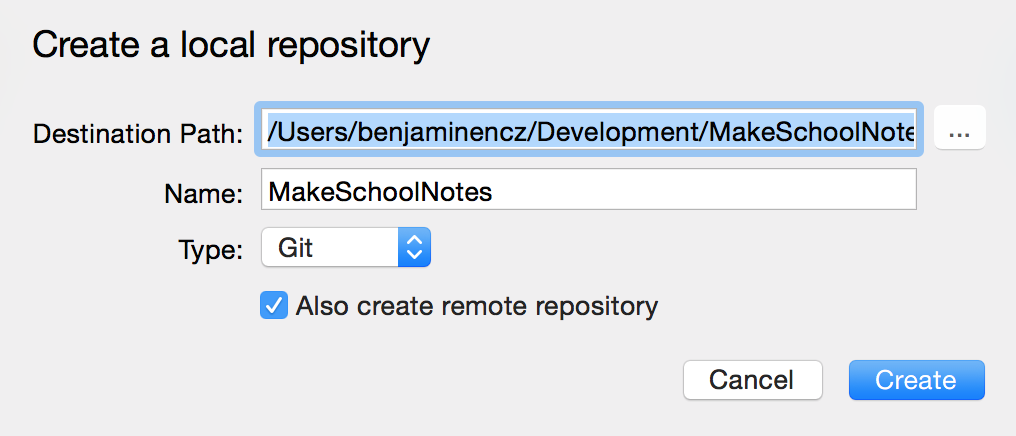 Create a local repository
Destination Path: /Users/benjaminencz/Development/MakeSchoolNote ...
Name: MakeSchoolNotes
Type: Git
Also create remote repository
Cancel Create